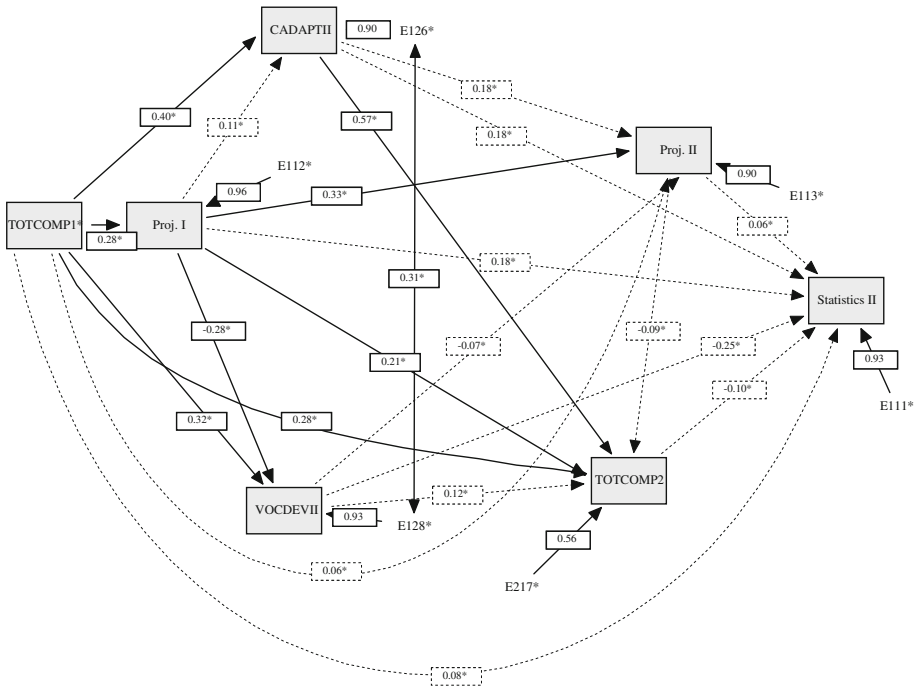 CADAPTII
0.90
E126*
0.18*
0.40*
0.11*
0.57*
0.18*
Proj. II
E112*
0.96
0.33*
0.90
E113*
TOTCOMP1*
0.28*
Proj. I
0.06*
0.18*
0.31*
Statistics II
-0.28*
-0.07*
-0.09*
-0.25*
0.93
0.21*
-0.10*
E111*
0.32*
0.28*
TOTCOMP2
0.12*
VOCDEVII
0.93
E128*
0.56
0.06*
E217*
0.08*